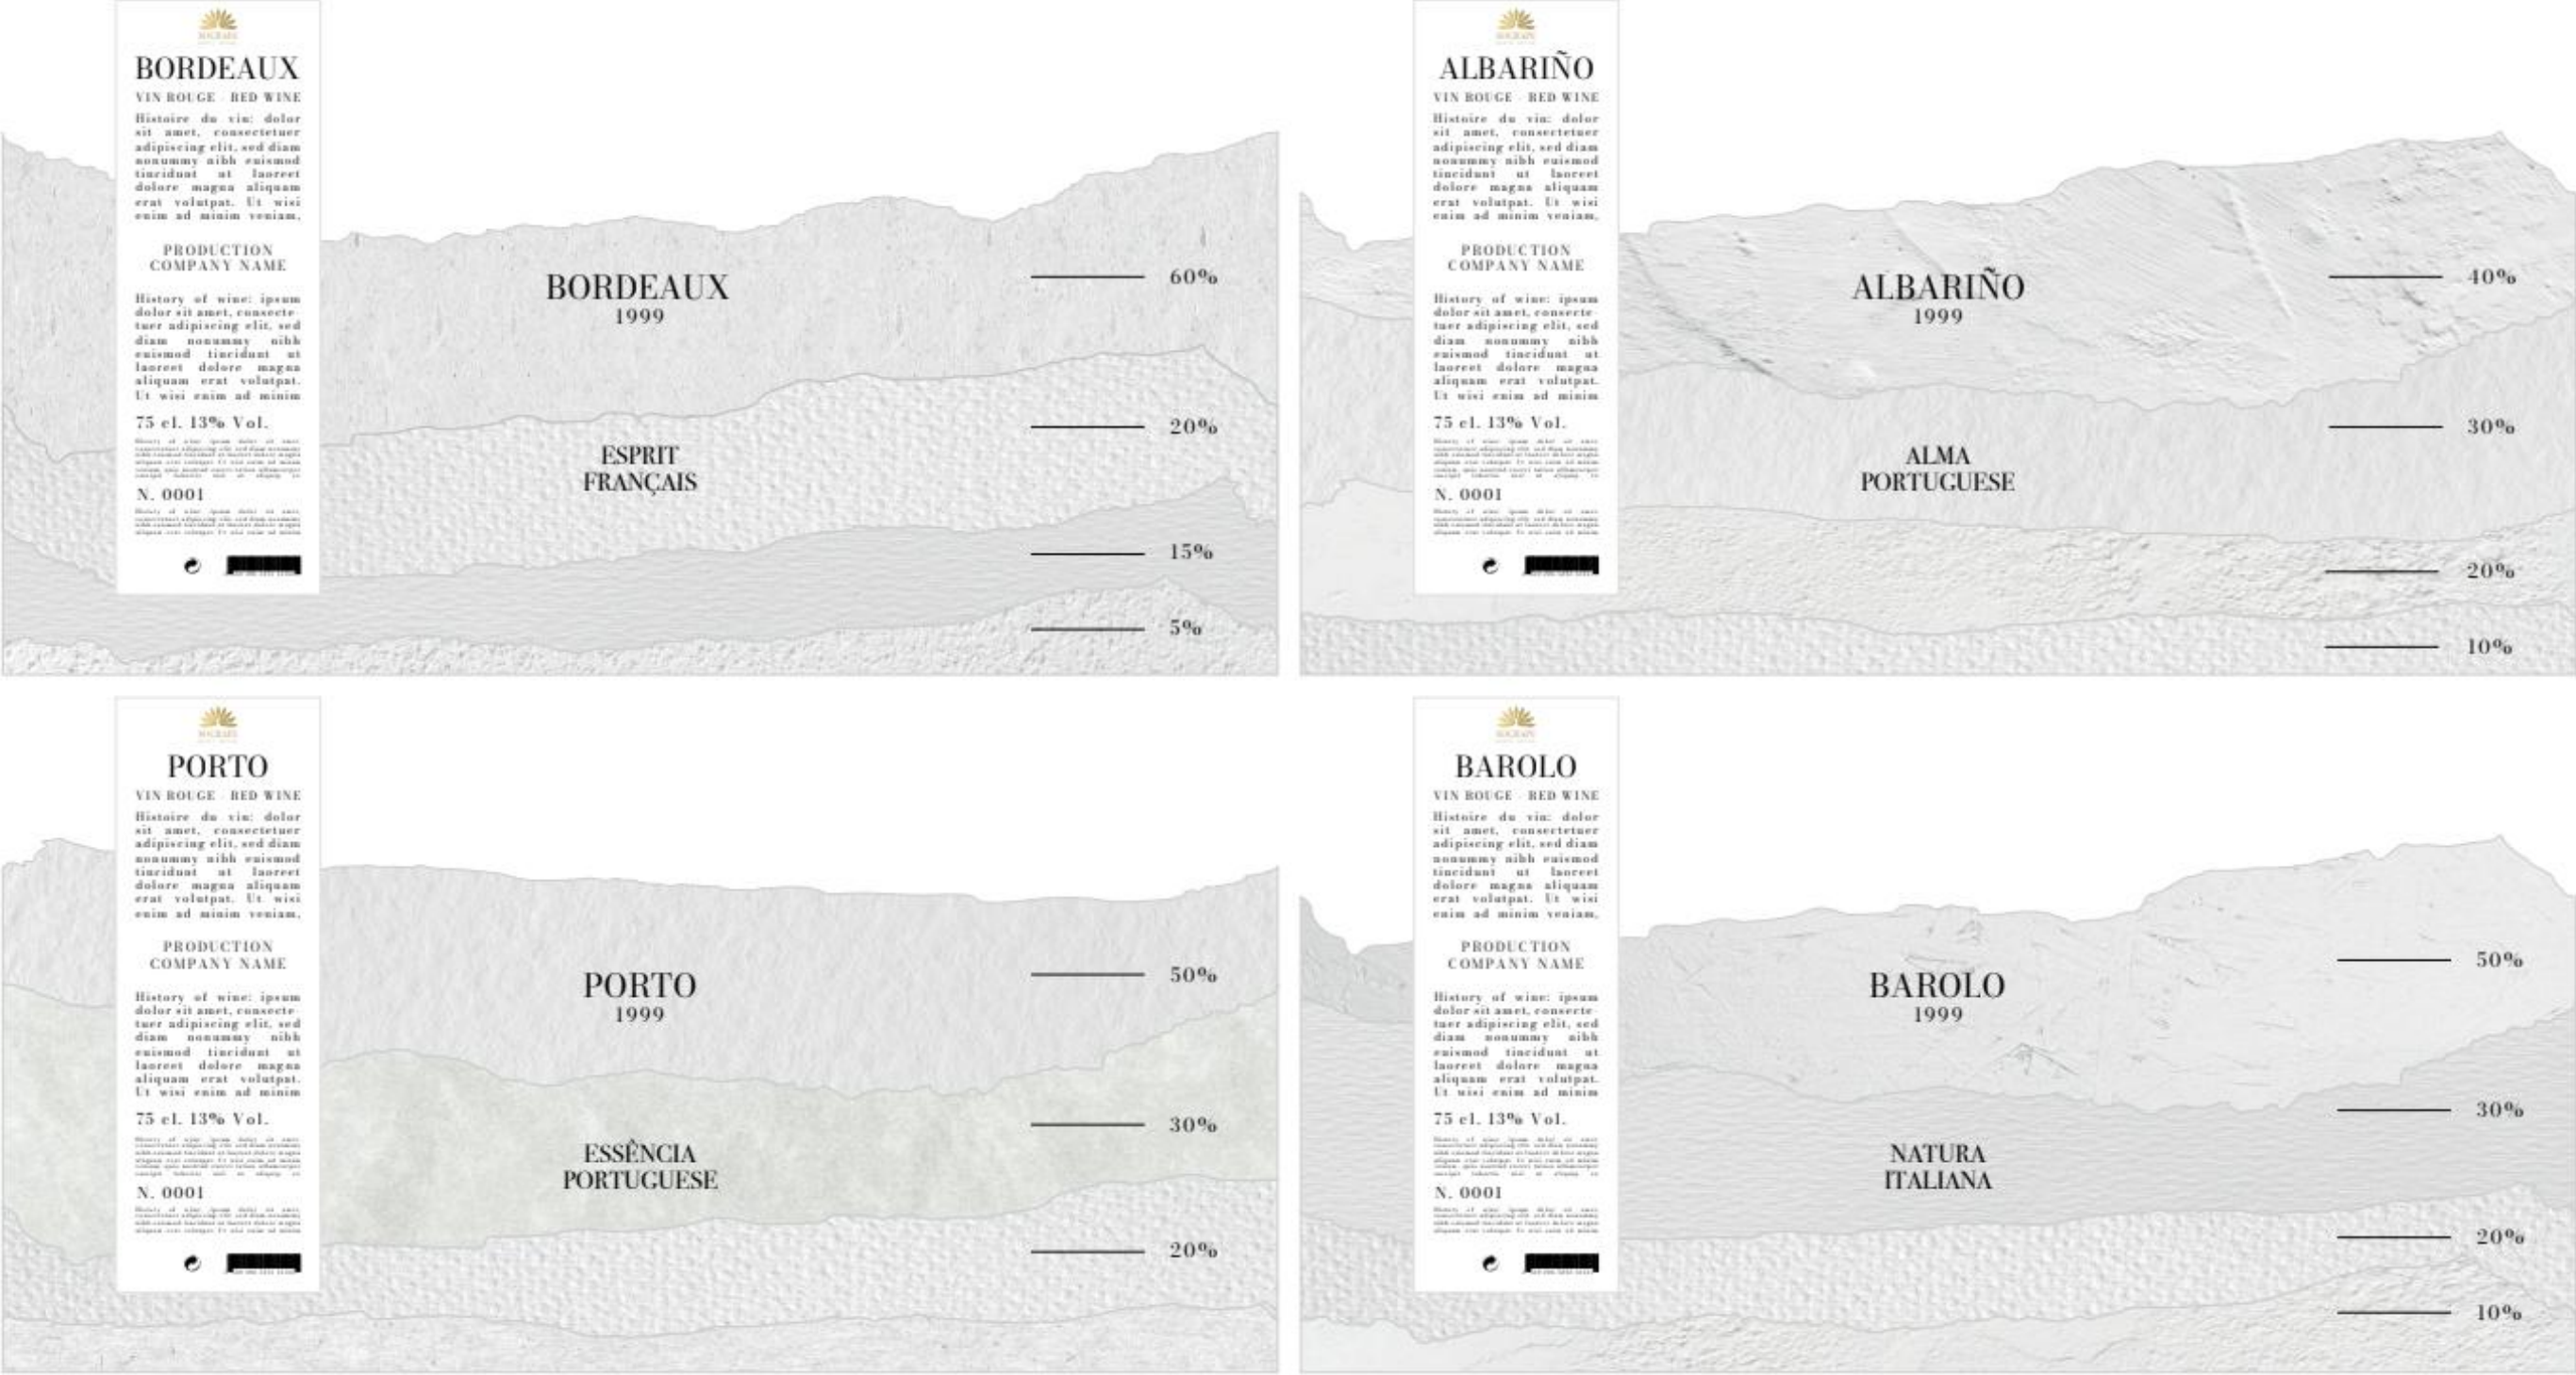 BORDEAUX
VIN ROUGE - RED WINE
Histoire du vin: dolor
sit amet, consectetuer
adipiscing elit, sed diam
nonummy nibh euismod
tincidunt ut laoreet
dolore magna aliquam
erat volutpat. Ut wisi
enim ad minim veniam,
PRODUCTION
COMPANY NAME
History of wine: ipsum
dolor sit amet, consecte-
tuer adipiscing elit, sed
diam nonummy nibh
euismod tincidunt ut
laoreet dolore magna
aliquam erat volutpat.
Ut wisi enim ad minim
75 cl. 13% Vol.
N. 0001
BORDEAUX
1999
ESPRIT
FRANÇAIS
60%
20%
15%
5%
ALBARIÑO
VIN ROUGE - RED WINE
Histoire du vin: dolor
sit amet, consectetuer
adipiscing elit, sed diam
nonummy nibh euismod
tincidunt ut laoreet
dolore magna aliquam
erat volutpat. Ut wisi
enim ad minim veniam,
PRODUCTION
COMPANY NAME
History of wine: ipsum
dolor sit amet, consecte-
tuer adipiscing elit, sed
diam nonummy nibh
euismod tincidunt ut
laoreet dolore magna
aliquam erat volutpat.
Ut wisi enim ad minim
75 cl. 13% Vol.
N. 0001
ALBARIÑO
1999
ALMA
PORTUGUESE
40%
30%
20%
10%
PORTO
VIN ROUGE - RED WINE
Histoire du vin: dolor
sit amet, consectetuer
adipiscing elit, sed diam
nonummy nibh euismod
tincidunt ut laoreet
dolore magna aliquam
erat volutpat. Ut wisi
enim ad minim veniam,
PRODUCTION
COMPANY NAME
History of wine: ipsum
dolor sit amet, consecte-
tuer adipiscing elit, sed
diam nonummy nibh
euismod tincidunt ut
laoreet dolore magna
aliquam erat volutpat.
Ut wisi enim ad minim
75 cl. 13% Vol.
N. 0001
PORTO
1999
ESSÊNCIA
PORTUGUESE
50%
30%
20%
BAROLO
VIN ROUGE - RED WINE
Histoire du vin: dolor
sit amet, consectetuer
adipiscing elit, sed diam
nonummy nibh euismod
tincidunt ut laoreet
dolore magna aliquam
erat volutpat. Ut wisi
enim ad minim veniam,
PRODUCTION
COMPANY NAME
History of wine: ipsum
dolor sit amet, consecte-
tuer adipiscing elit, sed
diam nonummy nibh
euismod tincidunt ut
laoreet dolore magna
aliquam erat volutpat.
Ut wisi enim ad minim
75 cl. 13% Vol.
N. 0001
BAROLO
1999
NATURA
ITALIANA
50%
30%
20%
10%